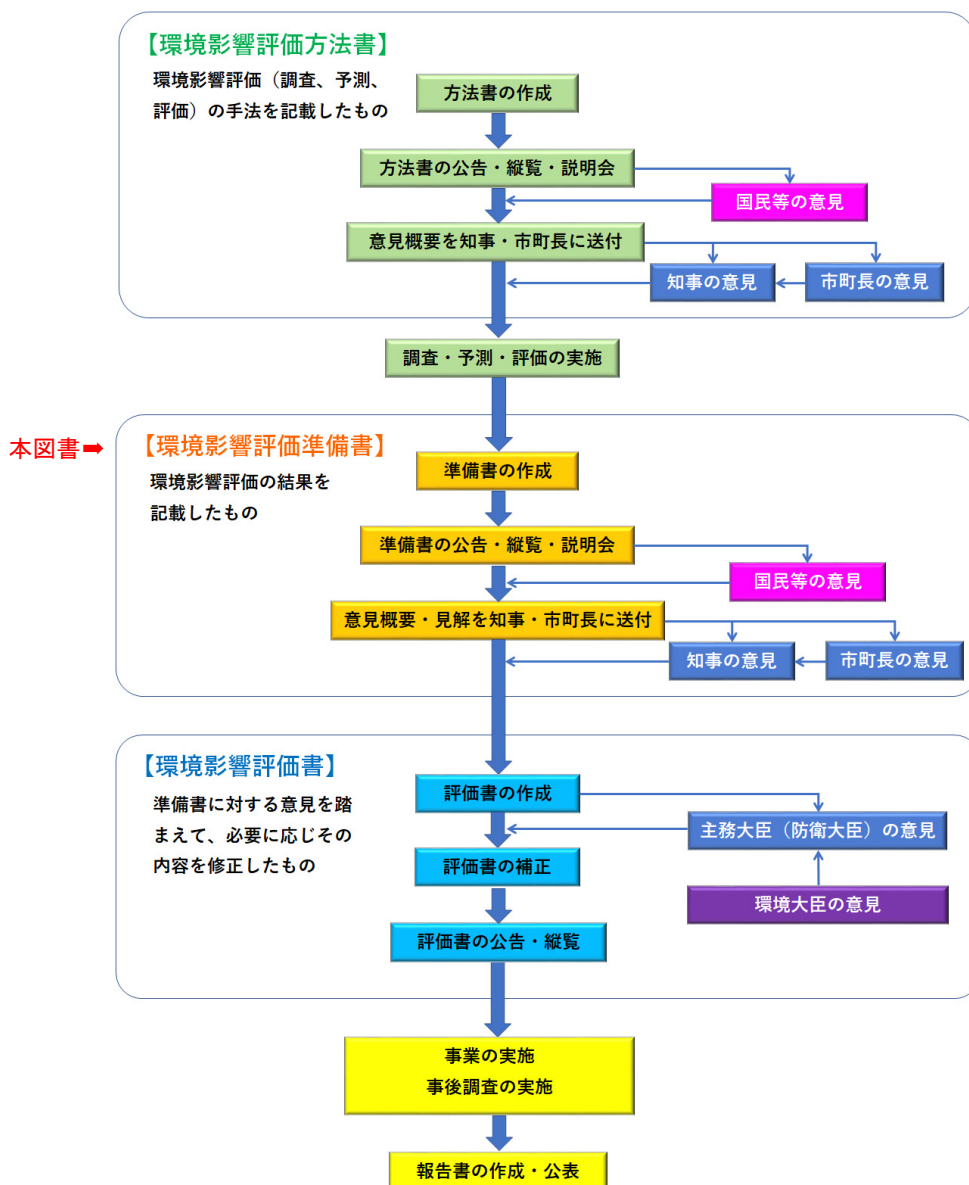 【環境影響評価方法書】
環境影響評価（調査、予測、
評価）の手法を記載したもの
方法書の作成
方法書の公告・縦覧・説明会
国民等の意見
意見概要を知事・市町長に送付
知事の意見
市町長の意見
調査・予測・評価の実施
本図書➡
【環境影響評価準備書】
環境影響評価の結果を
記載したもの
準備書の作成
準備書の公告・縦覧・説明会
国民等の意見
意見概要・見解を知事・市町長に送付
知事の意見
市町長の意見
【環境影響評価書】
準備書に対する意見を踏
まえて、必要に応じその
内容を修正したもの
評価書の作成
主務大臣（防衛大臣）の意見
評価書の補正
環境大臣の意見
評価書の公告・縦覧
事業の実施
事後調査の実施
報告書の作成・公表